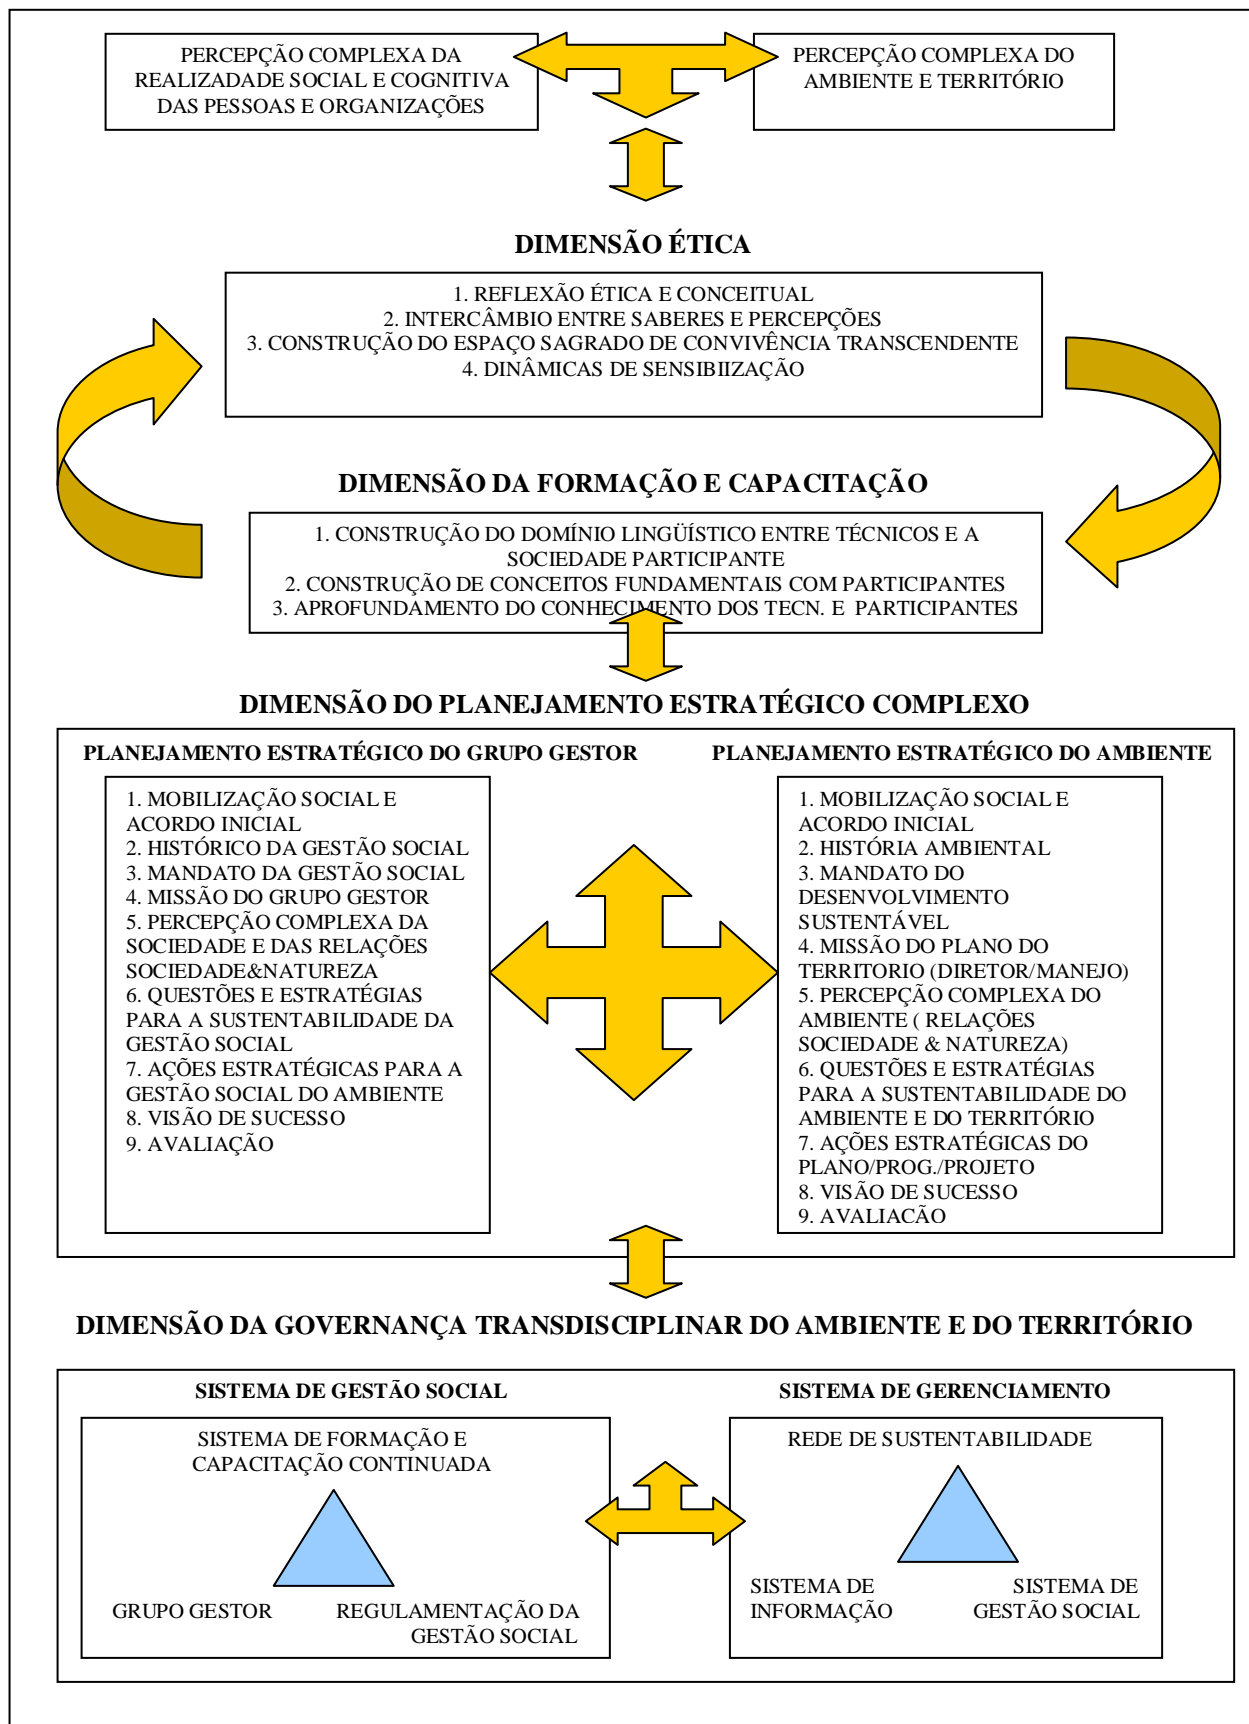 PERCEPÇÃO COMPLEXA DA
REALIZADADE SOCIAL E COGNITIVA
DAS PESSOAS E ORGANIZAÇÕES
PERCEPÇÃO COMPLEXA DO
AMBIENTE E TERRITÓRIO
DIMENSÃO ÉTICA
1. REFLEXÃO ÉTICA E CONCEITUAL
2. INTERCÂMBIO ENTRE SABERES E PERCEPÇÕES
3. CONSTRUÇÃO DO ESPAÇO SAGRADO DE CONVIVÊNCIA TRANSCENDENTE
4. DINÂMICAS DE SENSIBIIZAÇÃO
DIMENSÃO DA FORMAÇÃO E CAPACITAÇÃO
1. CONSTRUÇÃO DO DOMÍNIO LINGÜÍSTICO ENTRE TÉCNICOS E A
SOCIEDADE PARTICIPANTE
2. CONSTRUÇÃO DE CONCEITOS FUNDAMENTAIS COM PARTICIPANTES
3. APROFUNDAMENTO DO CONHECIMENTO DOS TECN. E PARTICIPANTES
DIMENSÃO DO PLANEJAMENTO ESTRATÉGICO COMPLEXO
PLANEJAMENTO ESTRATÉGICO DO GRUPO GESTOR
1. MOBILIZAÇÃO SOCIAL E
ACORDO INICIAL
2. HISTÓRICO DA GESTÃO SOCIAL
3. MANDATO DA GESTÃO SOCIAL
4. MISSÃO DO GRUPO GESTOR
5. PERCEPÇÃO COMPLEXA DA
SOCIEDADE E DAS RELAÇÕES
SOCIEDADE&NATUREZA
6. QUESTÕES E ESTRATÉGIAS
PARA A SUSTENTABILIDADE DA
GESTÃO SOCIAL
7. AÇÕES ESTRATÉGICAS PARA A
GESTÃO SOCIAL DO AMBIENTE
8. VISÃO DE SUCESSO
9. AVALIAÇÃO
PLANEJAMENTO ESTRATÉGICO DO AMBIENTE
1. MOBILIZAÇÃO SOCIAL E
ACORDO INICIAL
2. HISTÓRIA AMBIENTAL
3. MANDATO DO
DESENVOLVIMENTO
SUSTENTÁVEL
4. MISSÃO DO PLANO DO
TERRITORIO (DIRETOR/MANEJO)
5. PERCEPÇÃO COMPLEXA DO
AMBIENTE ( RELAÇÕES
SOCIEDADE & NATUREZA)
6. QUESTÕES E ESTRATÉGIAS
PARA A SUSTENTABILIDADE DO
AMBIENTE E DO TERRITÓRIO
7. AÇÕES ESTRATÉGICAS DO
PLANO/PROG./PROJETO
8. VISÃO DE SUCESSO
9. AVALIACÃO
DIMENSÃO DA GOVERNANÇA TRANSDISCIPLINAR DO AMBIENTE E DO TERRITÓRIO
SISTEMA DE GESTÃO SOCIAL
SISTEMA DE FORMAÇÃO E
CAPACITAÇÃO CONTINUADA
GRUPO GESTOR
REGULAMENTAÇÃO DA
GESTÃO SOCIAL
SISTEMA DE GERENCIAMENTO
REDE DE SUSTENTABILIDADE
SISTEMA DE
INFORMAÇÃO
SISTEMA DE
GESTÃO SOCIAL